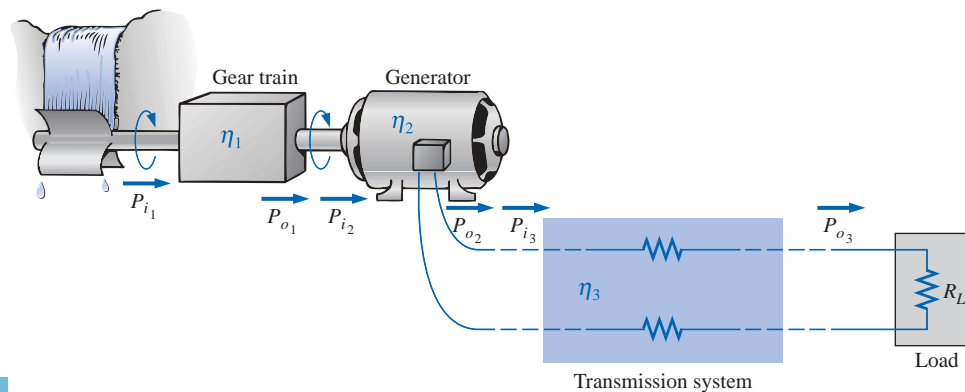 Gear train
Generator
η1
η2
Pi1
Po1
Pi2
Po2
Pi3
Po3
η3
RL
Load
Transmission system